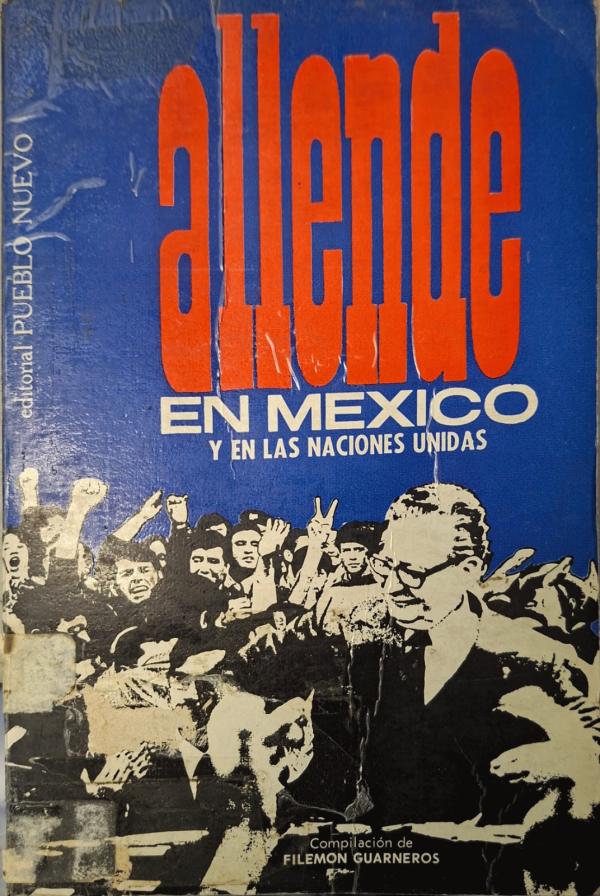 allende
EN MEXICO
Y EN LAS NACIONES UNIDAS
editorial PUEBLO NUEVO
Compilación de
FILEMON GUARNEROS